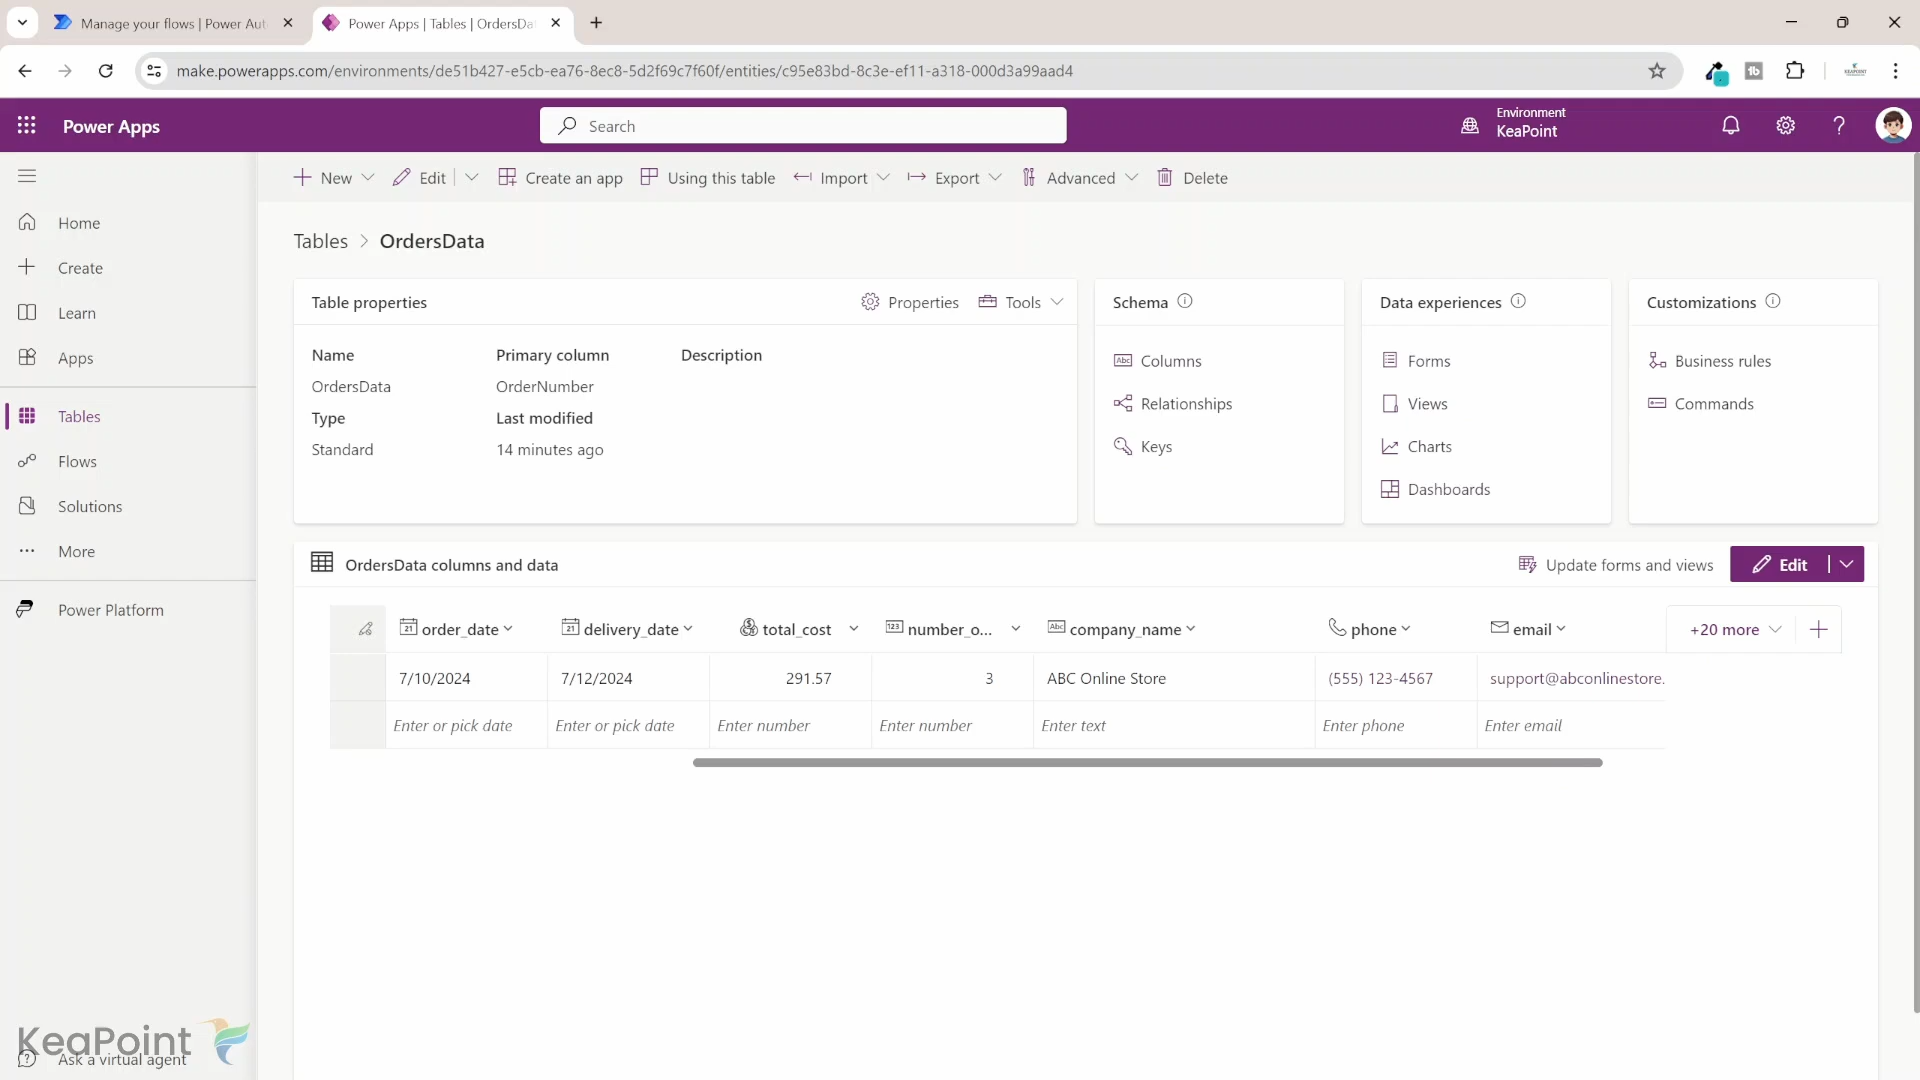 Manage your flows | Power Aut
Power Apps | Tables | OrdersDat
make.powerapps.com/environments/de51b427-e5cb-ea76-8ec8-5d2f69c7f60f/entities/c95e83bd-8c3e-ef11-a318-000d3a99aad4
Power Apps
Search
Environment
KeaPoint
New
Edit
Create an app
Using this table
Import
Export
Advanced
Delete
Home
Create
Learn
Apps
Tables
Flows
Solutions
More
Power Platform
Tables > OrdersData
Table properties
Properties
Tools
Name
Primary column
Description
OrdersData
OrderNumber
Type
Last modified
Standard
14 minutes ago
Schema
Columns
Relationships
Keys
Data experiences
Forms
Views
Charts
Dashboards
Customizations
Business rules
Commands
OrdersData columns and data
Update forms and views
Edit
order_date
delivery_date
total_cost
number_o...
company_name
phone
email
+20 more
7/10/2024
7/12/2024
291.57
3
ABC Online Store
(555) 123-4567
support@abconlinestore.
Enter or pick date
Enter or pick date
Enter number
Enter number
Enter text
Enter phone
Enter email
KeaPoint
Ask a virtual agent